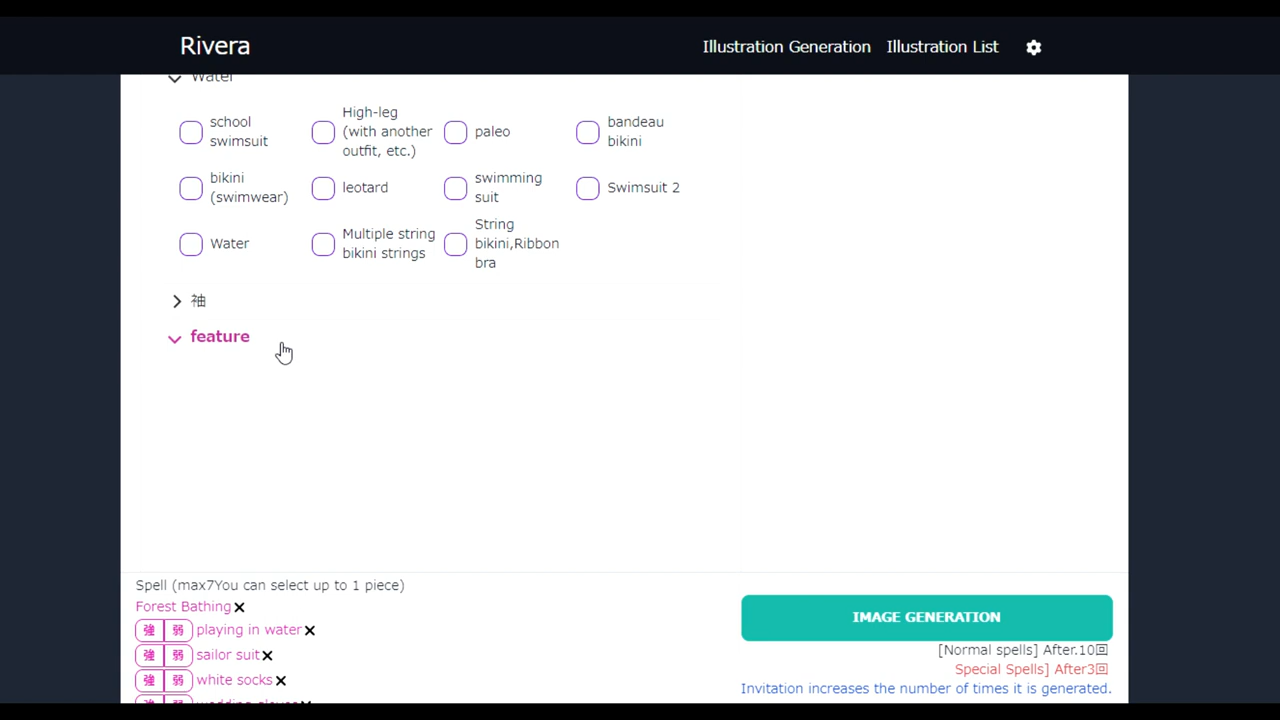 Rivera
Illustration Generation
Illustration List
Water
school
swimsuit
High-leg
(with another
outfit, etc.)
paleo
bandeau
bikini
bikini
(swimwear)
leotard
swimming
suit
Swimsuit 2
Water
Multiple string
bikini strings
String
bikini,Ribbon
bra
袖
feature
Spell (max7You can select up to 1 piece)
Forest Bathing
強 弱 playing in water
強 弱 sailor suit
強 弱 white socks
強 弱 wedding gloves
IMAGE GENERATION
[Normal spells] After.10回
Special Spells] After3回
Invitation increases the number of times it is generated.